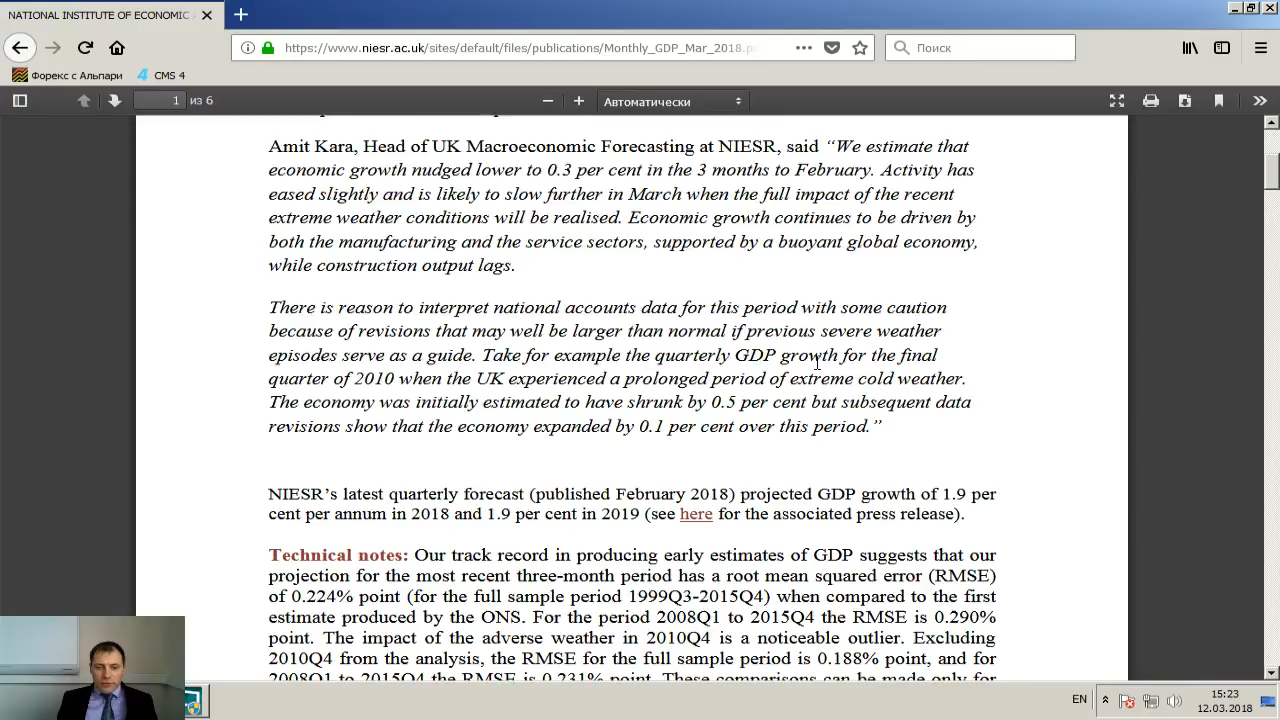 NATIONAL INSTITUTE OF ECONOMIC
https://www.niesr.ac.uk/sites/default/files/publications/Monthly_GDP_Mar_2018.p
Поиск
Форекс с Альпари
CMS 4
1 из 6
Автоматически
Amit Kara, Head of UK Macroeconomic Forecasting at NIESR, said “We estimate that
economic growth nudged lower to 0.3 per cent in the 3 months to February. Activity has
eased slightly and is likely to slow further in March when the full impact of the recent
extreme weather conditions will be realised. Economic growth continues to be driven by
both the manufacturing and the service sectors, supported by a buoyant global economy,
while construction output lags.
There is reason to interpret national accounts data for this period with some caution
because of revisions that may well be larger than normal if previous severe weather
episodes serve as a guide. Take for example the quarterly GDP growth for the final
quarter of 2010 when the UK experienced a prolonged period of extreme cold weather.
The economy was initially estimated to have shrunk by 0.5 per cent but subsequent data
revisions show that the economy expanded by 0.1 per cent over this period.”
NIESR’s latest quarterly forecast (published February 2018) projected GDP growth of 1.9 per
cent per annum in 2018 and 1.9 per cent in 2019 (see here for the associated press release).
Technical notes: Our track record in producing early estimates of GDP suggests that our
projection for the most recent three-month period has a root mean squared error (RMSE)
of 0.224% point (for the full sample period 1999Q3-2015Q4) when compared to the first
estimate produced by the ONS. For the period 2008Q1 to 2015Q4 the RMSE is 0.290%
point. The impact of the adverse weather in 2010Q4 is a noticeable outlier. Excluding
2010Q4 from the analysis, the RMSE for the full sample period is 0.188% point, and for
2008Q1 to 2015Q4 the RMSE is 0.231% point. These comparisons can be made only for
EN
15:23
12.03.2018